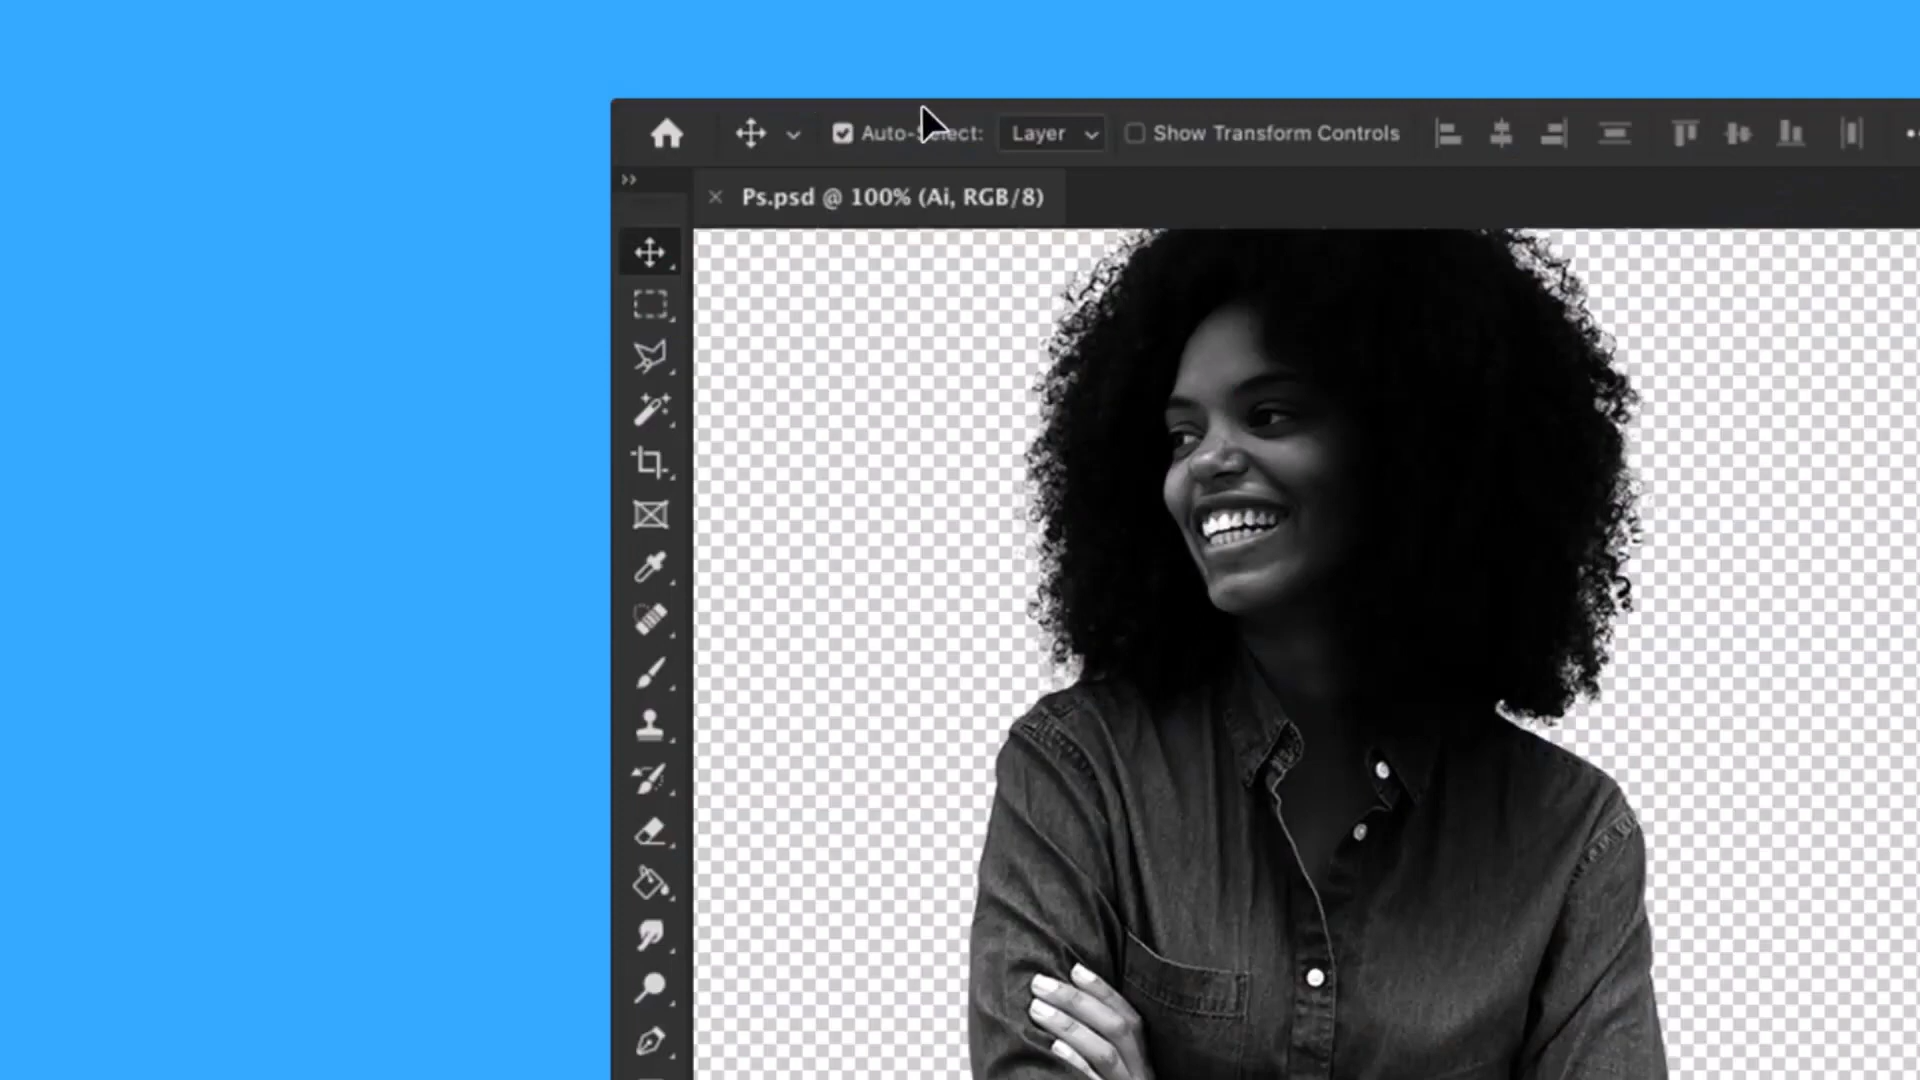 Auto-Select: Layer Show Transform Controls
Ps.psd @ 100% (Ai, RGB/8)